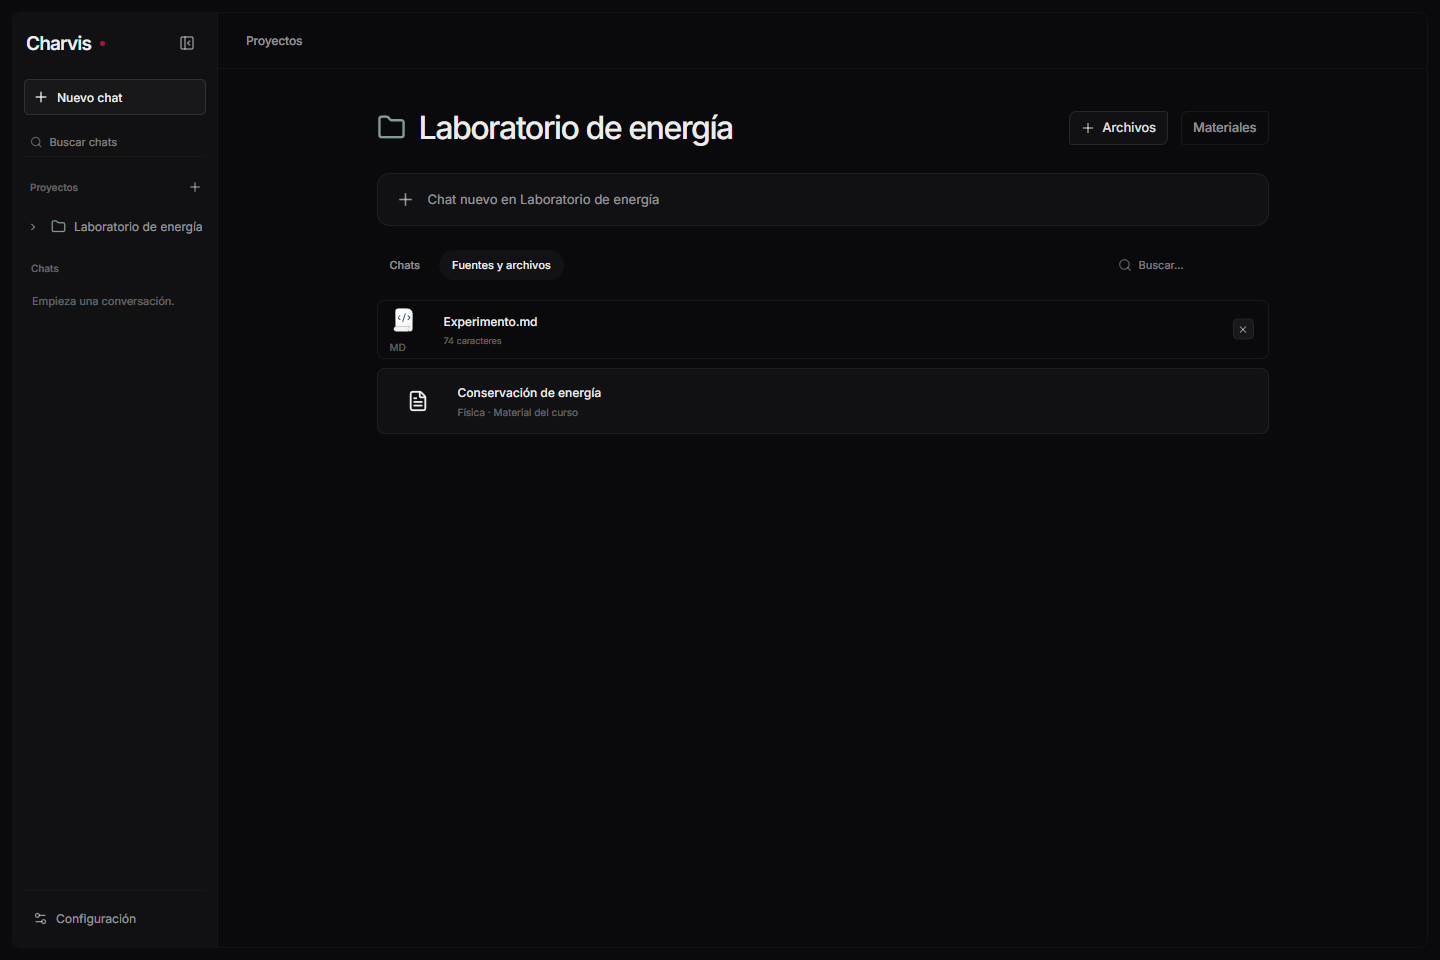 Charvis
Nuevo chat
Buscar chats
Proyectos
Laboratorio de energía
Chats
Empieza una conversación.
Configuración
Proyectos
Laboratorio de energía
Archivos
Materiales
Chat nuevo en Laboratorio de energía
Chats
Fuentes y archivos
Buscar...
Experimento.md
MD
74 caracteres
Conservación de energía
Física · Material del curso